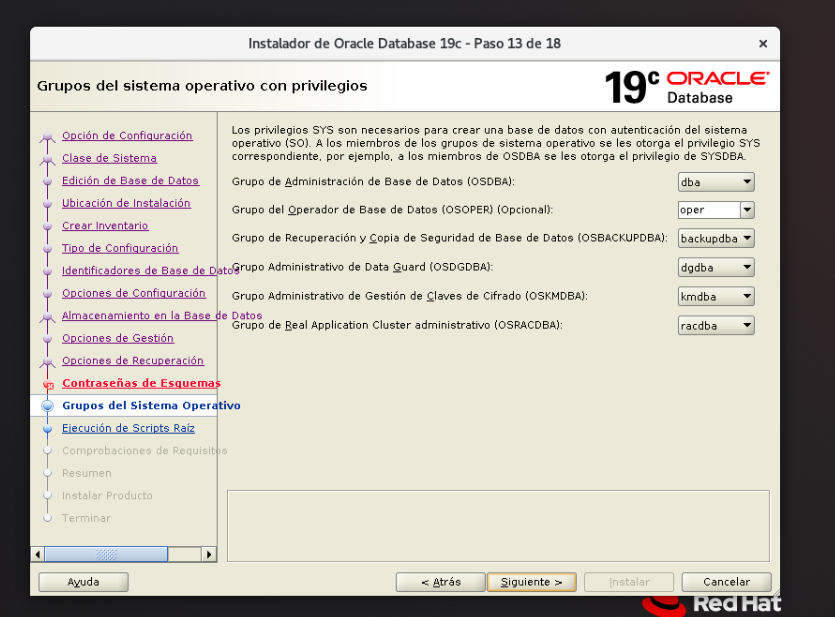 Instalador de Oracle Database 19c - Paso 13 de 18
×
Grupos del sistema operativo con privilegios
19c ORACLE
Database
Opción de Configuración
Clase de Sistema
Edición de Base de Datos
Ubicación de Instalación
Crear Inventario
Tipo de Configuración
Identificadores de Base de Datos
Opciones de Configuración
Almacenamiento en la Base de Datos
Opciones de Gestión
Opciones de Recuperación
Contraseñas de Esquemas
Grupos del Sistema Operativo
Ejecución de Scripts Raíz
Comprobaciones de Requisitos
Resumen
Instalar Producto
Terminar
Los privilegios SYS son necesarios para crear una base de datos con autenticación del sistema
operativo (SO). A los miembros de los grupos de sistema operativo se les otorga el privilegio SYS
correspondiente, por ejemplo, a los miembros de OSDBA se les otorga el privilegio de SYSDBA.
Grupo de Administración de Base de Datos (OSDBA): dba
Grupo del Operador de Base de Datos (OSOPER) (Opcional): oper
Grupo de Recuperación y Copia de Seguridad de Base de Datos (OSBACKUPDBA): backupdba
Grupo Administrativo de Data Guard (OSDGDBA): dgdba
Grupo Administrativo de Gestión de Claves de Cifrado (OSKMDBA): kmdba
Grupo de Real Application Cluster administrativo (OSRACDBA): racdba
Ayuda < Atrás Siguiente > Instalar Cancelar
Red Hat